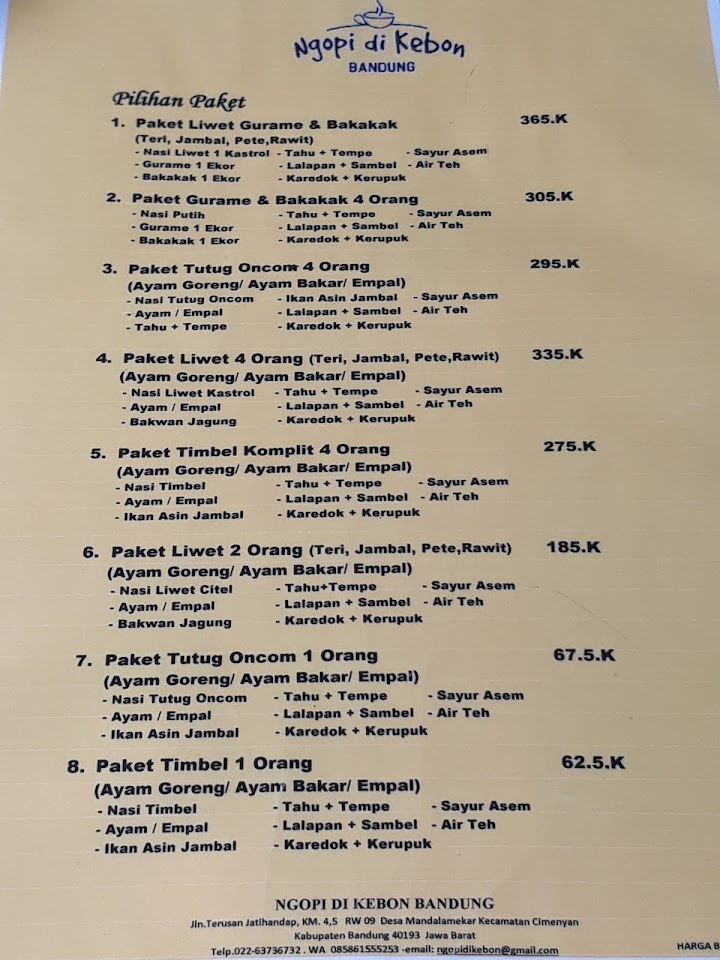 Ngopi di Kebon
BANDUNG
Pilihan Paket
1. Paket Liwet Gurame & Bakakak 365.K
(Teri, Jambal, Pete,Rawit)
- Nasi Liwet 1 Kastrol - Tahu + Tempe - Sayur Asem
- Gurame 1 Ekor - Lalapan + Sambel - Air Teh
- Bakakak 1 Ekor - Karedok + Kerupuk
2. Paket Gurame & Bakakak 4 Orang 305.K
- Nasi Putih - Tahu + Tempe - Sayur Asem
- Gurame 1 Ekor - Lalapan + Sambel - Air Teh
- Bakakak 1 Ekor - Karedok + Kerupuk
3. Paket Tutug Oncom 4 Orang 295.K
(Ayam Goreng/ Ayam Bakar/ Empal)
- Nasi Tutug Oncom - Ikan Asin Jambal - Sayur Asem
- Ayam / Empal - Lalapan + Sambel - Air Teh
- Tahu + Tempe - Karedok + Kerupuk
4. Paket Liwet 4 Orang (Teri, Jambal, Pete,Rawit) 335.K
(Ayam Goreng/ Ayam Bakar/ Empal)
- Nasi Liwet Kastrol - Tahu + Tempe - Sayur Asem
- Ayam / Empal - Lalapan + Sambel - Air Teh
- Bakwan Jagung - Karedok + Kerupuk
5. Paket Timbel Komplit 4 Orang 275.K
(Ayam Goreng/ Ayam Bakar/ Empal)
- Nasi Timbel - Tahu + Tempe - Sayur Asem
- Ayam / Empal - Lalapan + Sambel - Air Teh
- Ikan Asin Jambal - Karedok + Kerupuk
6. Paket Liwet 2 Orang (Teri, Jambal, Pete,Rawit) 185.K
(Ayam Goreng/ Ayam Bakar/ Empal)
- Nasi Liwet Citel - Tahu+Tempe - Sayur Asem
- Ayam / Empal - Lalapan + Sambel - Air Teh
- Bakwan Jagung - Karedok + Kerupuk
7. Paket Tutug Oncom 1 Orang 67.5.K
(Ayam Goreng/ Ayam Bakar/ Empal)
- Nasi Tutug Oncom - Tahu + Tempe - Sayur Asem
- Ayam / Empal - Lalapan + Sambel - Air Teh
- Ikan Asin Jambal - Karedok + Kerupuk
8. Paket Timbel 1 Orang 62.5.K
(Ayam Goreng/ Ayam Bakar/ Empal)
- Nasi Timbel - Tahu + Tempe - Sayur Asem
- Ayam / Empal - Lalapan + Sambel - Air Teh
- Ikan Asin Jambal - Karedok + Kerupuk
NGOPI DI KEBON BANDUNG
Jln.Terusan Jatihandap, KM. 4,5 RW 09 Desa Mandalamekar Kecamatan Cimenyan
Kabupaten Bandung 40193 Jawa Barat
Telp.022-63736732 . WA 085861555253 -email: ngopidikebon@gmail.com
HARGA B